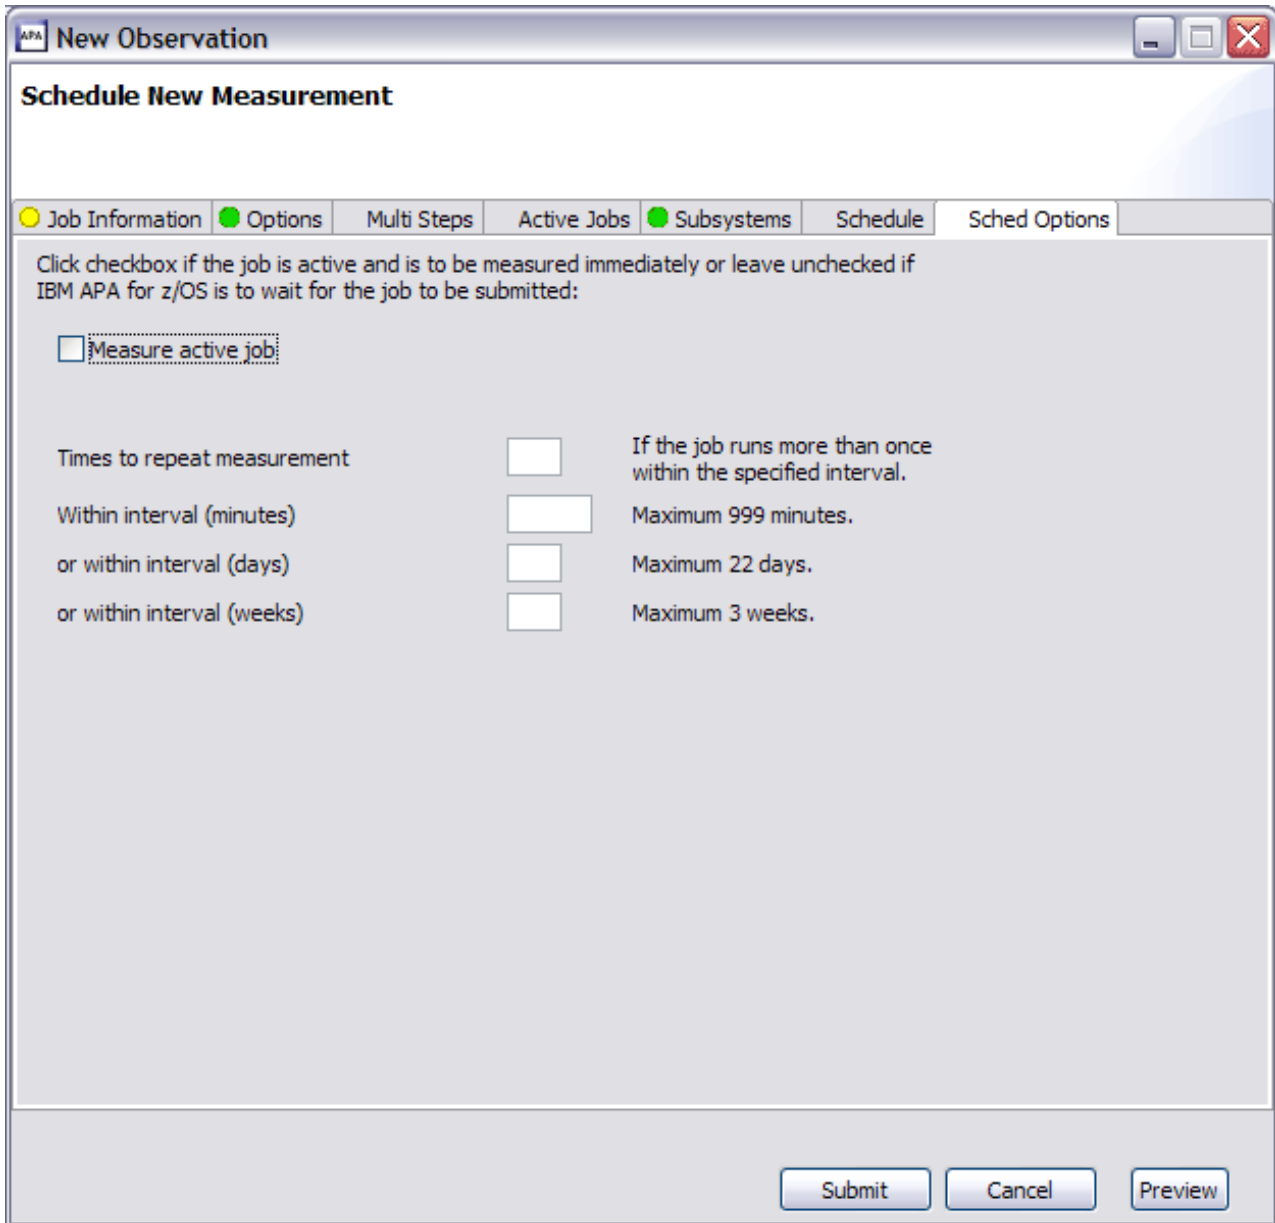 APA New Observation
Schedule New Measurement
Job Information Options Multi Steps Active Jobs Subsystems Schedule Sched Options
Click checkbox if the job is active and is to be measured immediately or leave unchecked if
IBM APA for z/OS is to wait for the job to be submitted:
Measure active job
Times to repeat measurement
If the job runs more than once
within the specified interval.
Within interval (minutes) Maximum 999 minutes.
or within interval (days) Maximum 22 days.
or within interval (weeks) Maximum 3 weeks.
Submit Cancel Preview